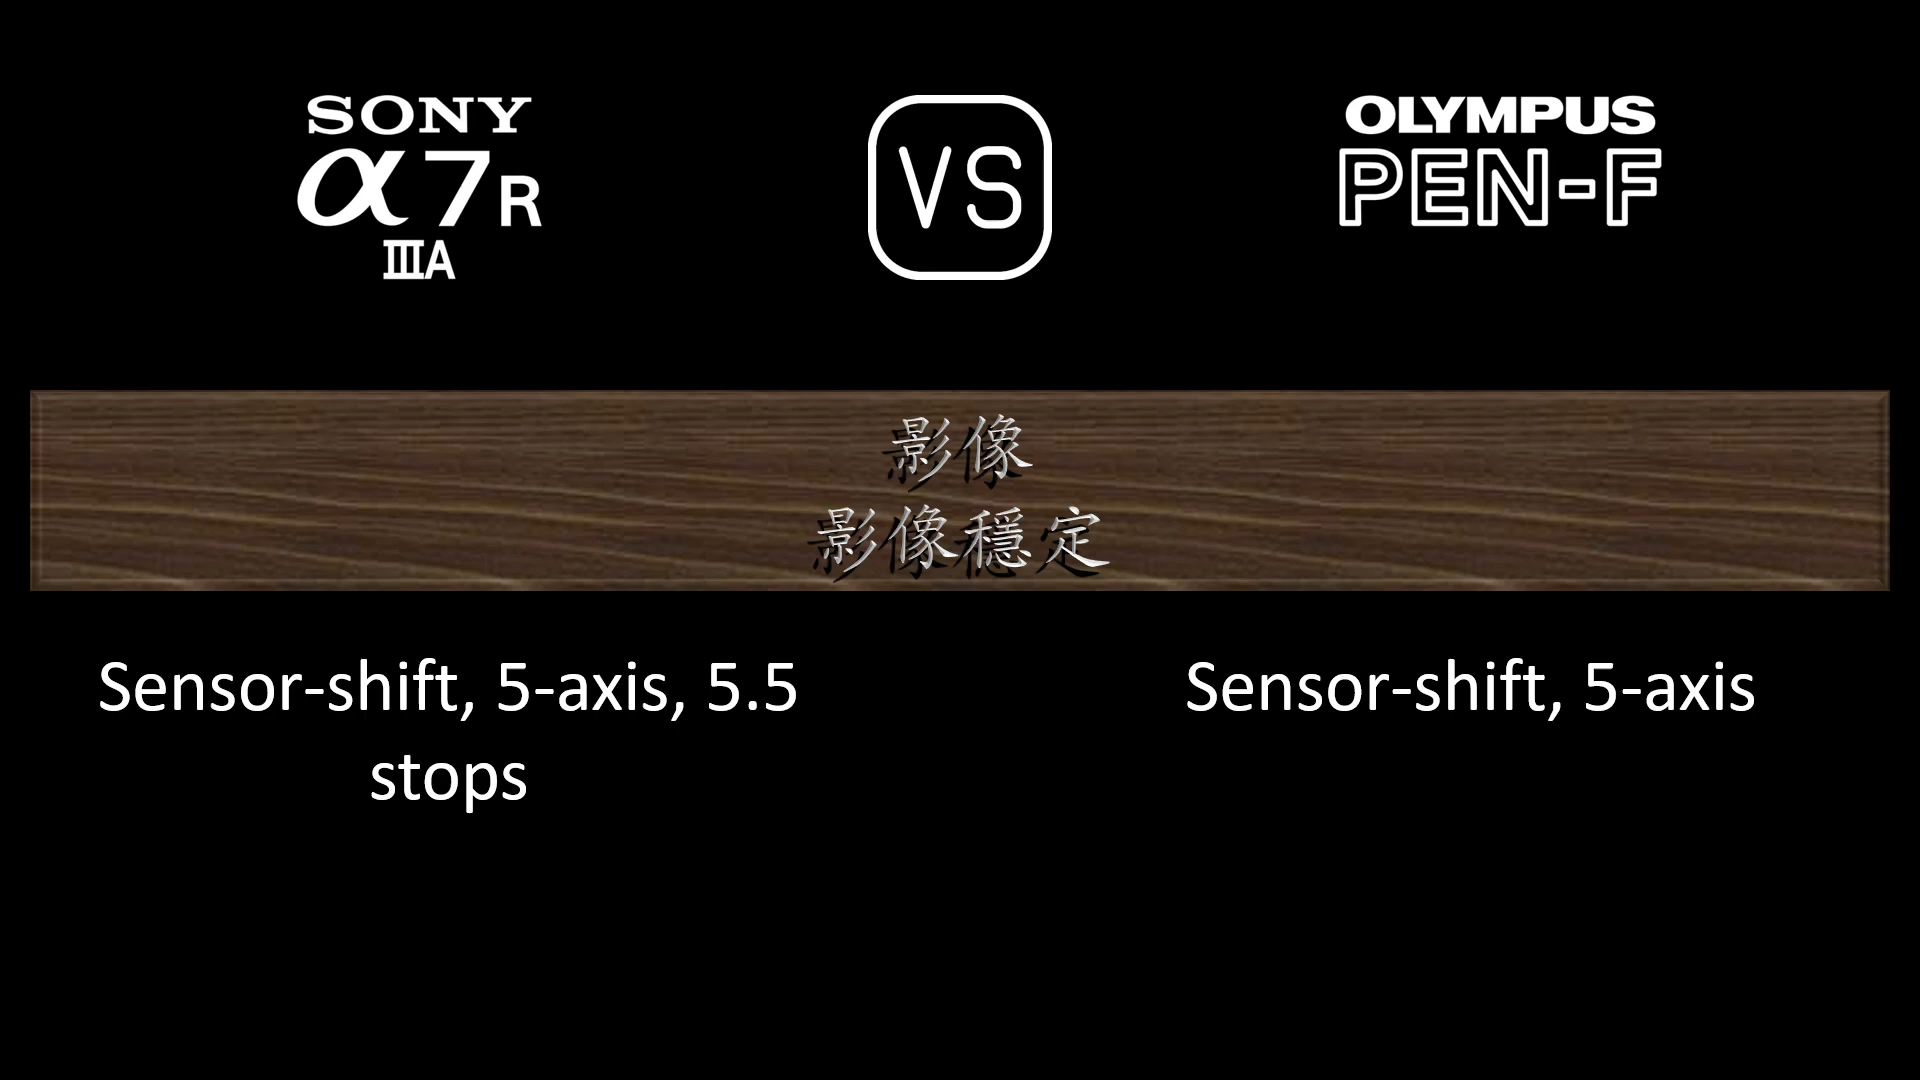 SONY
α7R
IIIA
VS
OLYMPUS
PEN-F
影像
影像穩定
Sensor-shift, 5-axis, 5.5
stops
Sensor-shift, 5-axis